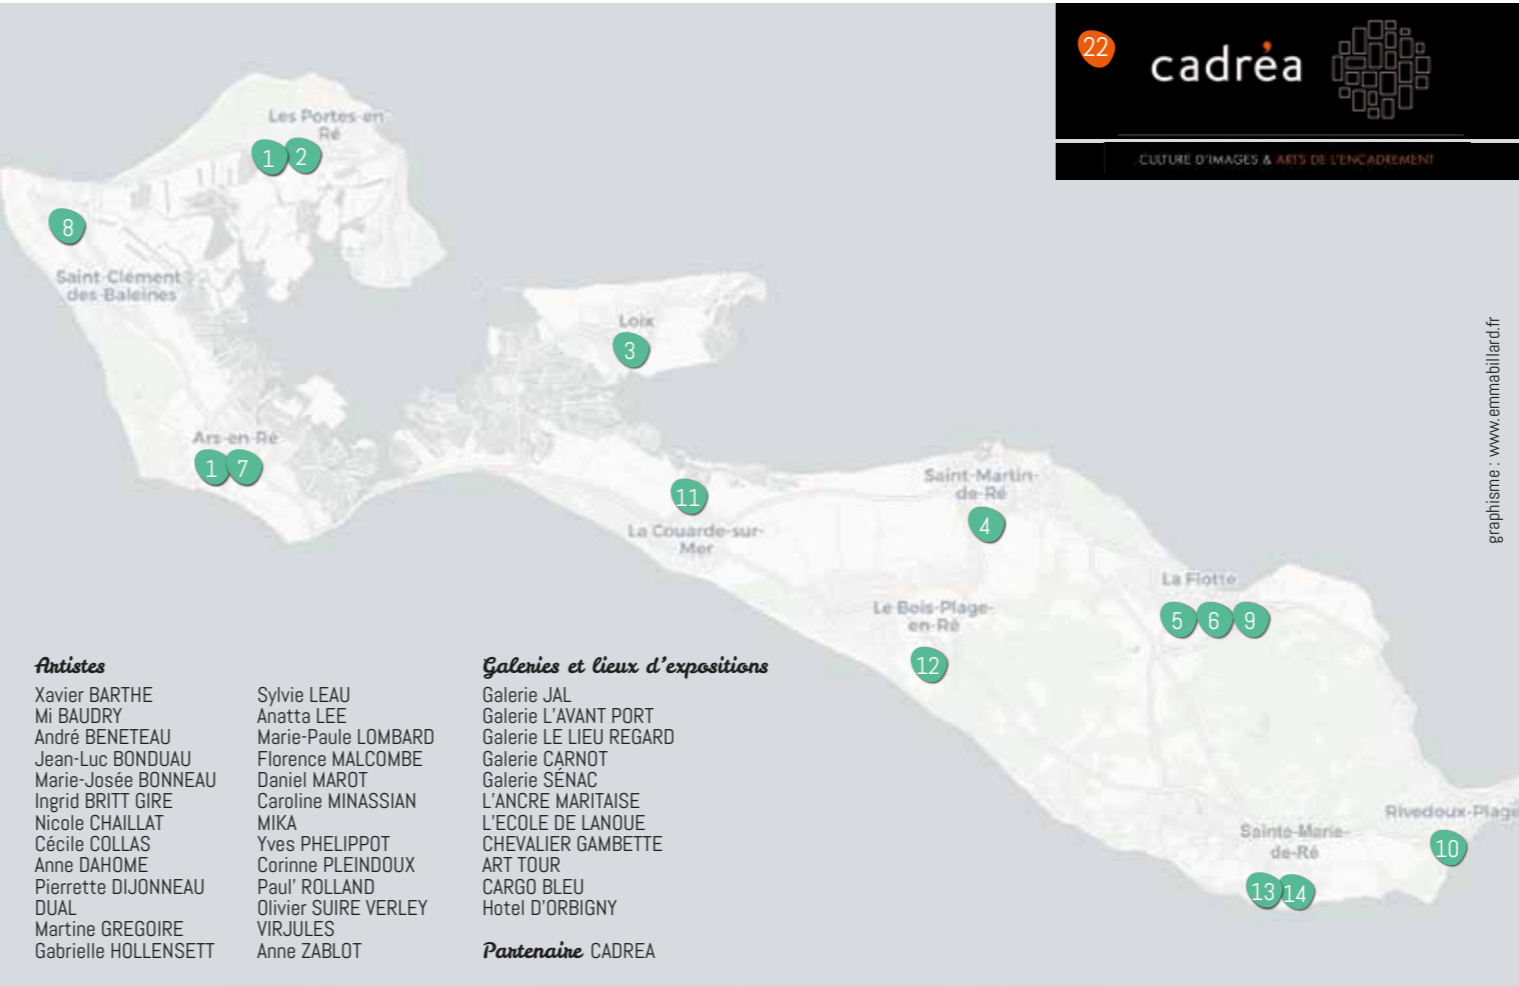 22
cadréa
CULTURE D'IMAGES & ARTS DE L'ENCADREMENT
Les Portes-en-
Ré
1 2
8
Saint-Clément
des-Baleines
Loix
3
Ars-en-Ré
1 7
11
La Couarde-sur-
Mer
Saint-Martin-
de-Ré
4
La Flotte
5 6 9
Le Bois-Plage-
en-Ré
12
Rivedoux-Plage
10
Sainte-Marie-
de-Ré
13 14
graphisme : www.emmabillard.fr
Artistes
Xavier BARTHE
Mi BAUDRY
André BENETEAU
Jean-Luc BONDUAU
Marie-Josée BONNEAU
Ingrid BRITT GIRE
Nicole CHAILLAT
Cécile COLLAS
Anne DAHOME
Pierrette DIJONNEAU
DUAL
Martine GREGOIRE
Gabrielle HOLLENSETT
Sylvie LEAU
Anatta LEE
Marie-Paule LOMBARD
Florence MALCOMBE
Daniel MAROT
Caroline MINASSIAN
MIKA
Yves PHELIPPOT
Corinne PLEINDOUX
Paul' ROLLAND
Olivier SUIRE VERLEY
VIRJULES
Anne ZABLOT
Galeries et lieux d'expositions
Galerie JAL
Galerie L'AVANT PORT
Galerie LE LIEU REGARD
Galerie CARNOT
Galerie SÉNAC
L'ANCRE MARITAISE
L'ECOLE DE LANOUE
CHEVALIER GAMBETTE
ART TOUR
CARGO BLEU
Hotel D'ORBIGNY
Partenaire CADREA